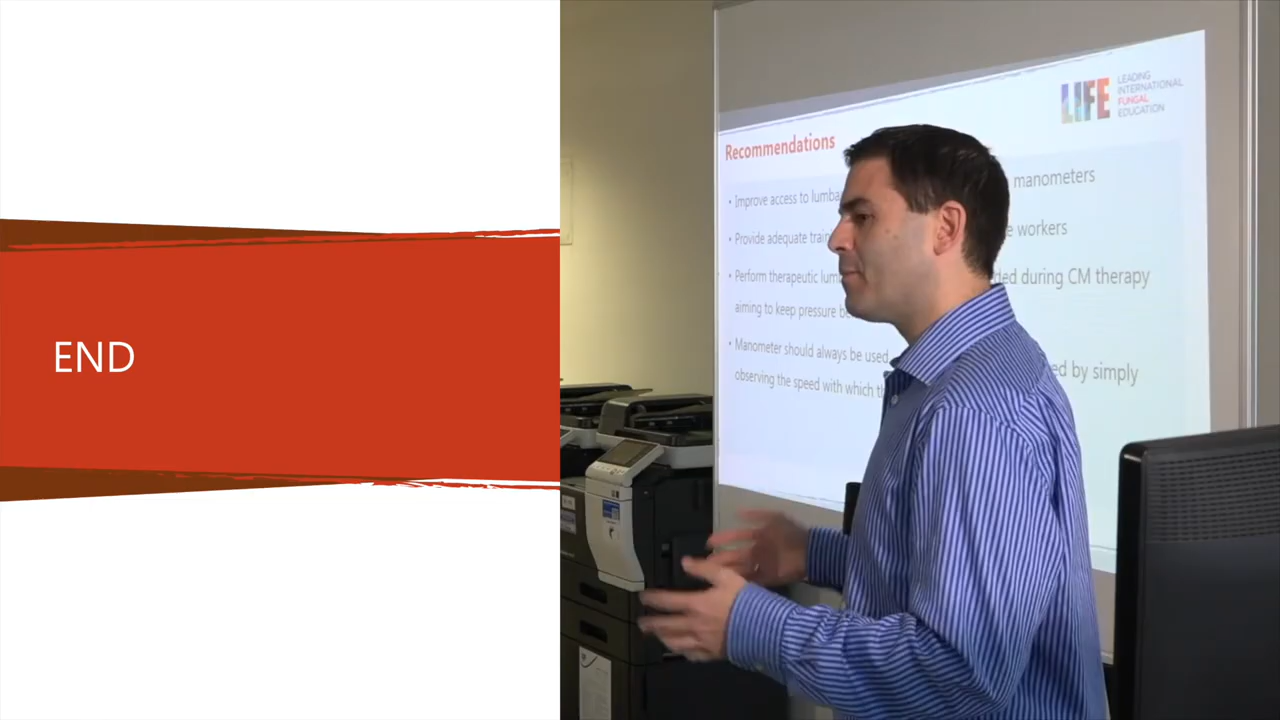 END
LIFE
LEADING
INTERNATIONAL
FUNGAL
EDUCATION
Recommendations
• Improve access to lumba manometers
• Provide adequate train e workers
• Perform therapeutic lum ded during CM therapy
aiming to keep pressure be
• Manometer should always be used, ed by simply
observing the speed with which th